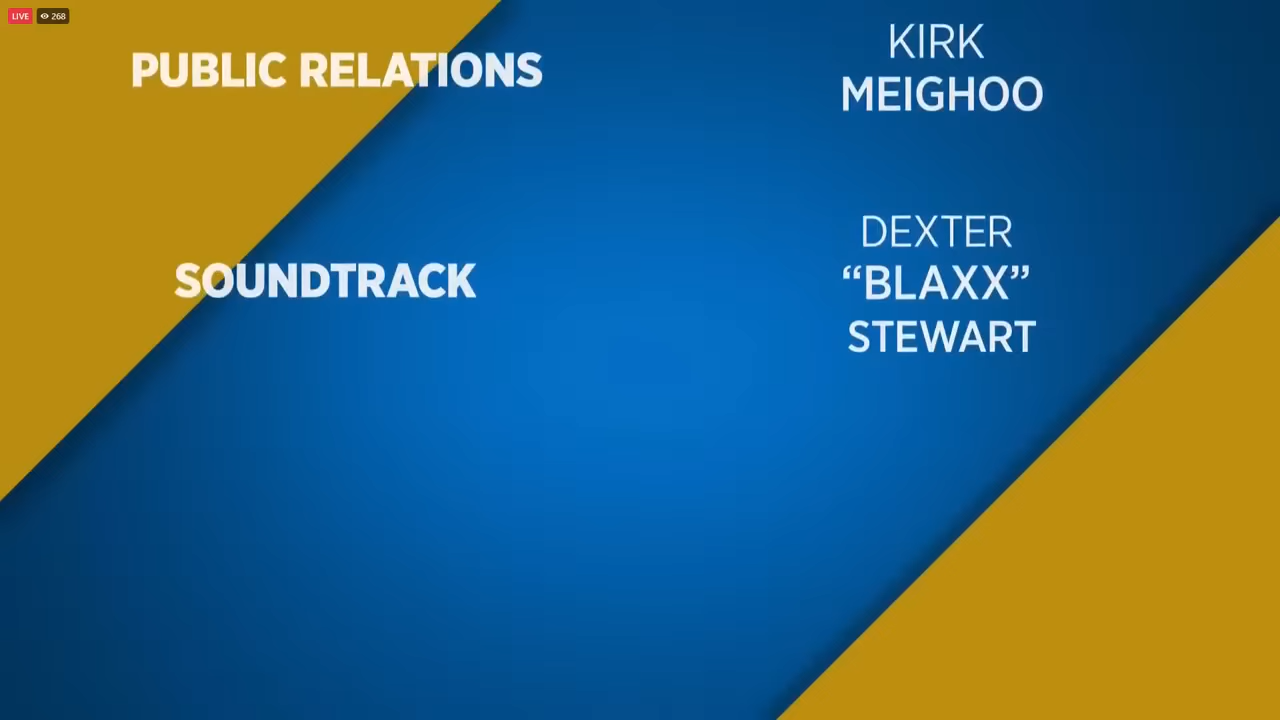 LIVE 268
PUBLIC RELATIONS
KIRK
MEIGHOO
SOUNDTRACK
DEXTER
“BLAXX”
STEWART